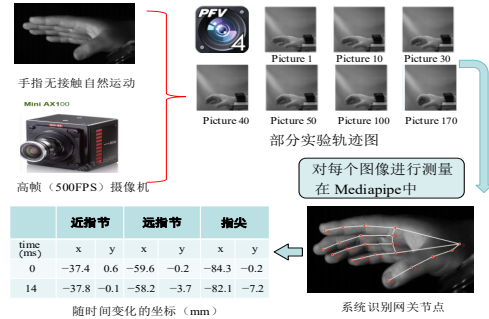 PFV
4
Picture 1 Picture 10 Picture 30
手指无接触自然运动
Mini AX100
Picture 40 Picture 50 Picture 100 Picture 170
部分实验轨迹图
高帧（500FPS）摄像机
对每个图像进行测量
在 Mediapipe中
近指节 远指节 指尖
time (ms) x y x y x y
0 −37.4 0.6 −59.6 −0.2 −84.3 −0.2
14 −37.8 −0.1 −58.2 −3.7 −82.1 −7.2
随时间变化的坐标（mm）
系统识别网关节点